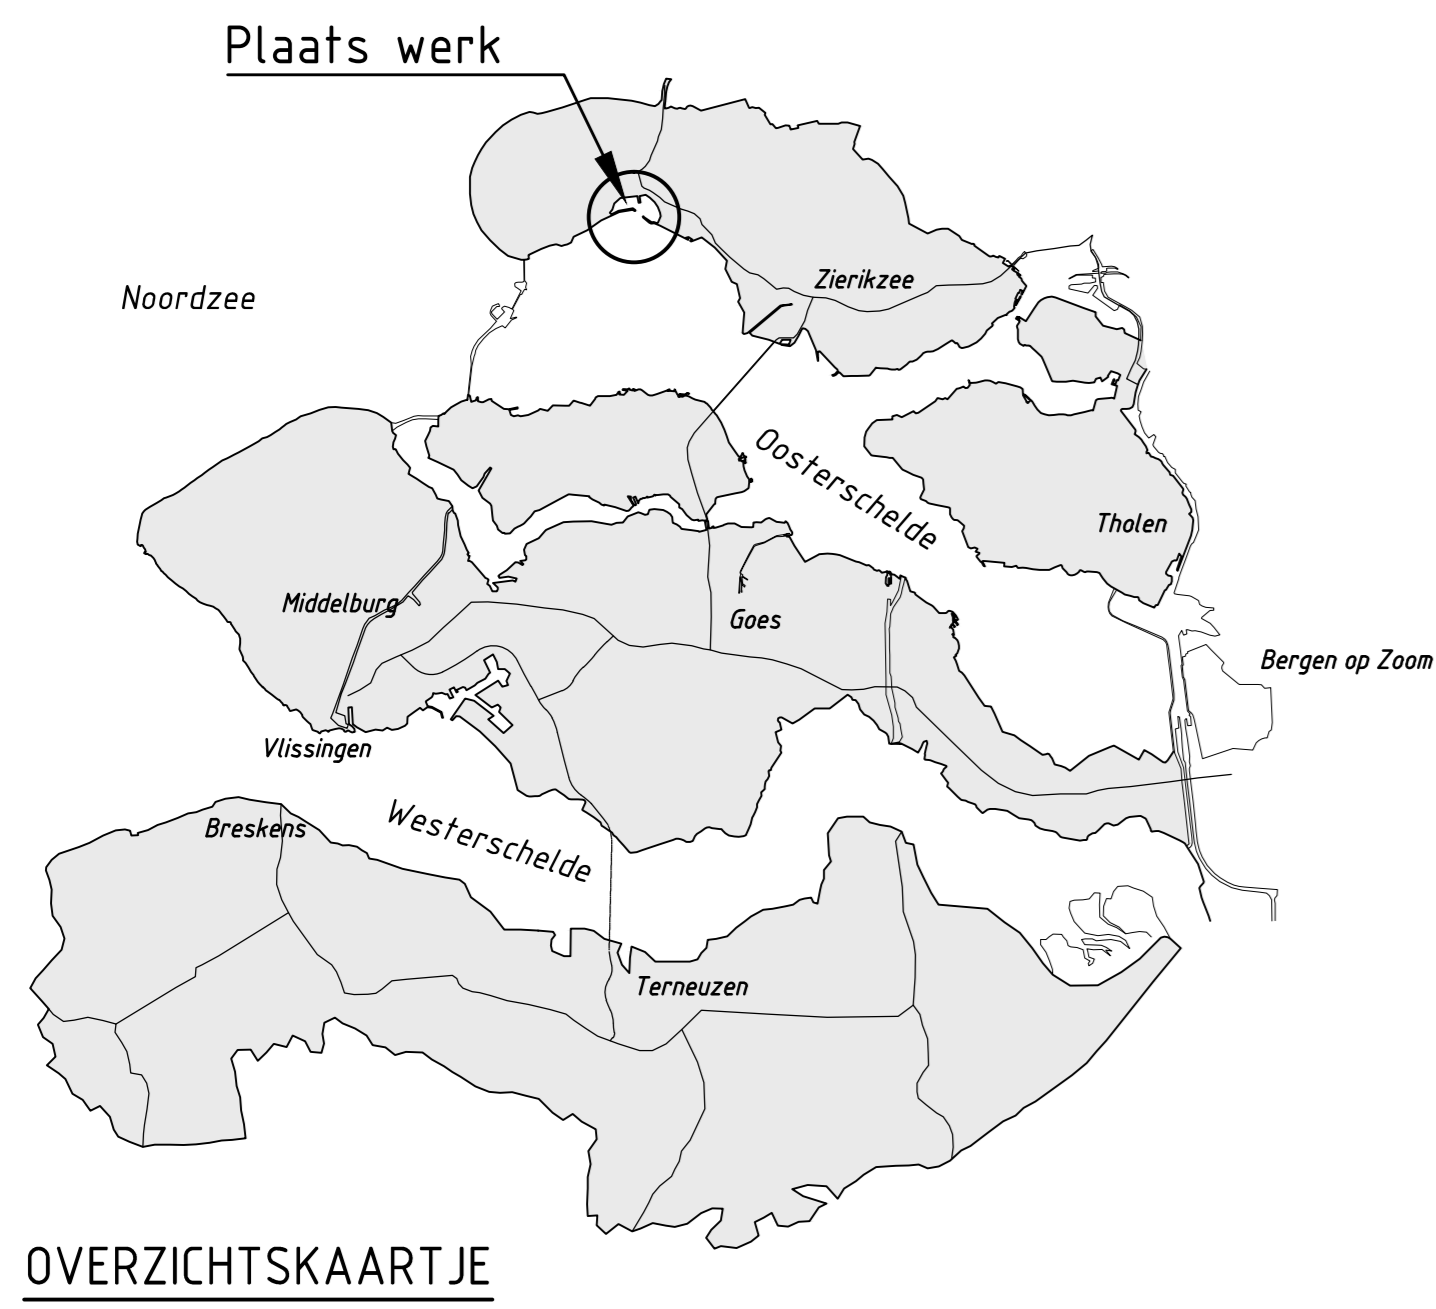 Plaats werk
Noordzee
Zierikzee
Oosterschelde
Tholen
Middelburg
Goes
Bergen op Zoom
Vlissingen
Westerschelde
Breskens
Terneuzen
OVERZICHTSKAARTJE